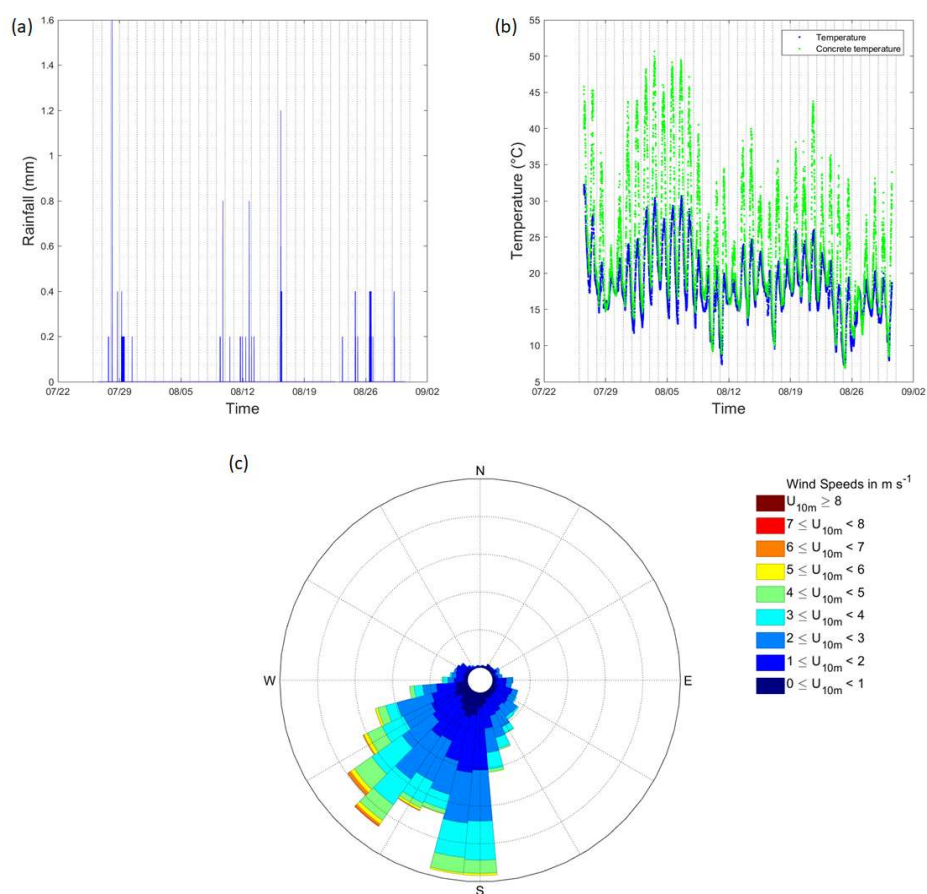 (a)
1.6
1.4
1.2
1
0.8
0.6
0.4
0.2
0
Rainfall (mm)
07/22
07/29
08/05
08/12
08/19
08/26
09/02
Time
(b)
55
50
45
40
35
30
25
20
15
10
5
Temperature (°C)
Temperature
Concrete temperature
07/22
07/29
08/05
08/12
08/19
08/26
09/02
Time
(c)
N
W
E
S
Wind Speeds in m s⁻¹
U10m ≥ 8
7 ≤ U10m < 8
6 ≤ U10m < 7
5 ≤ U10m < 6
4 ≤ U10m < 5
3 ≤ U10m < 4
2 ≤ U10m < 3
1 ≤ U10m < 2
0 ≤ U10m < 1